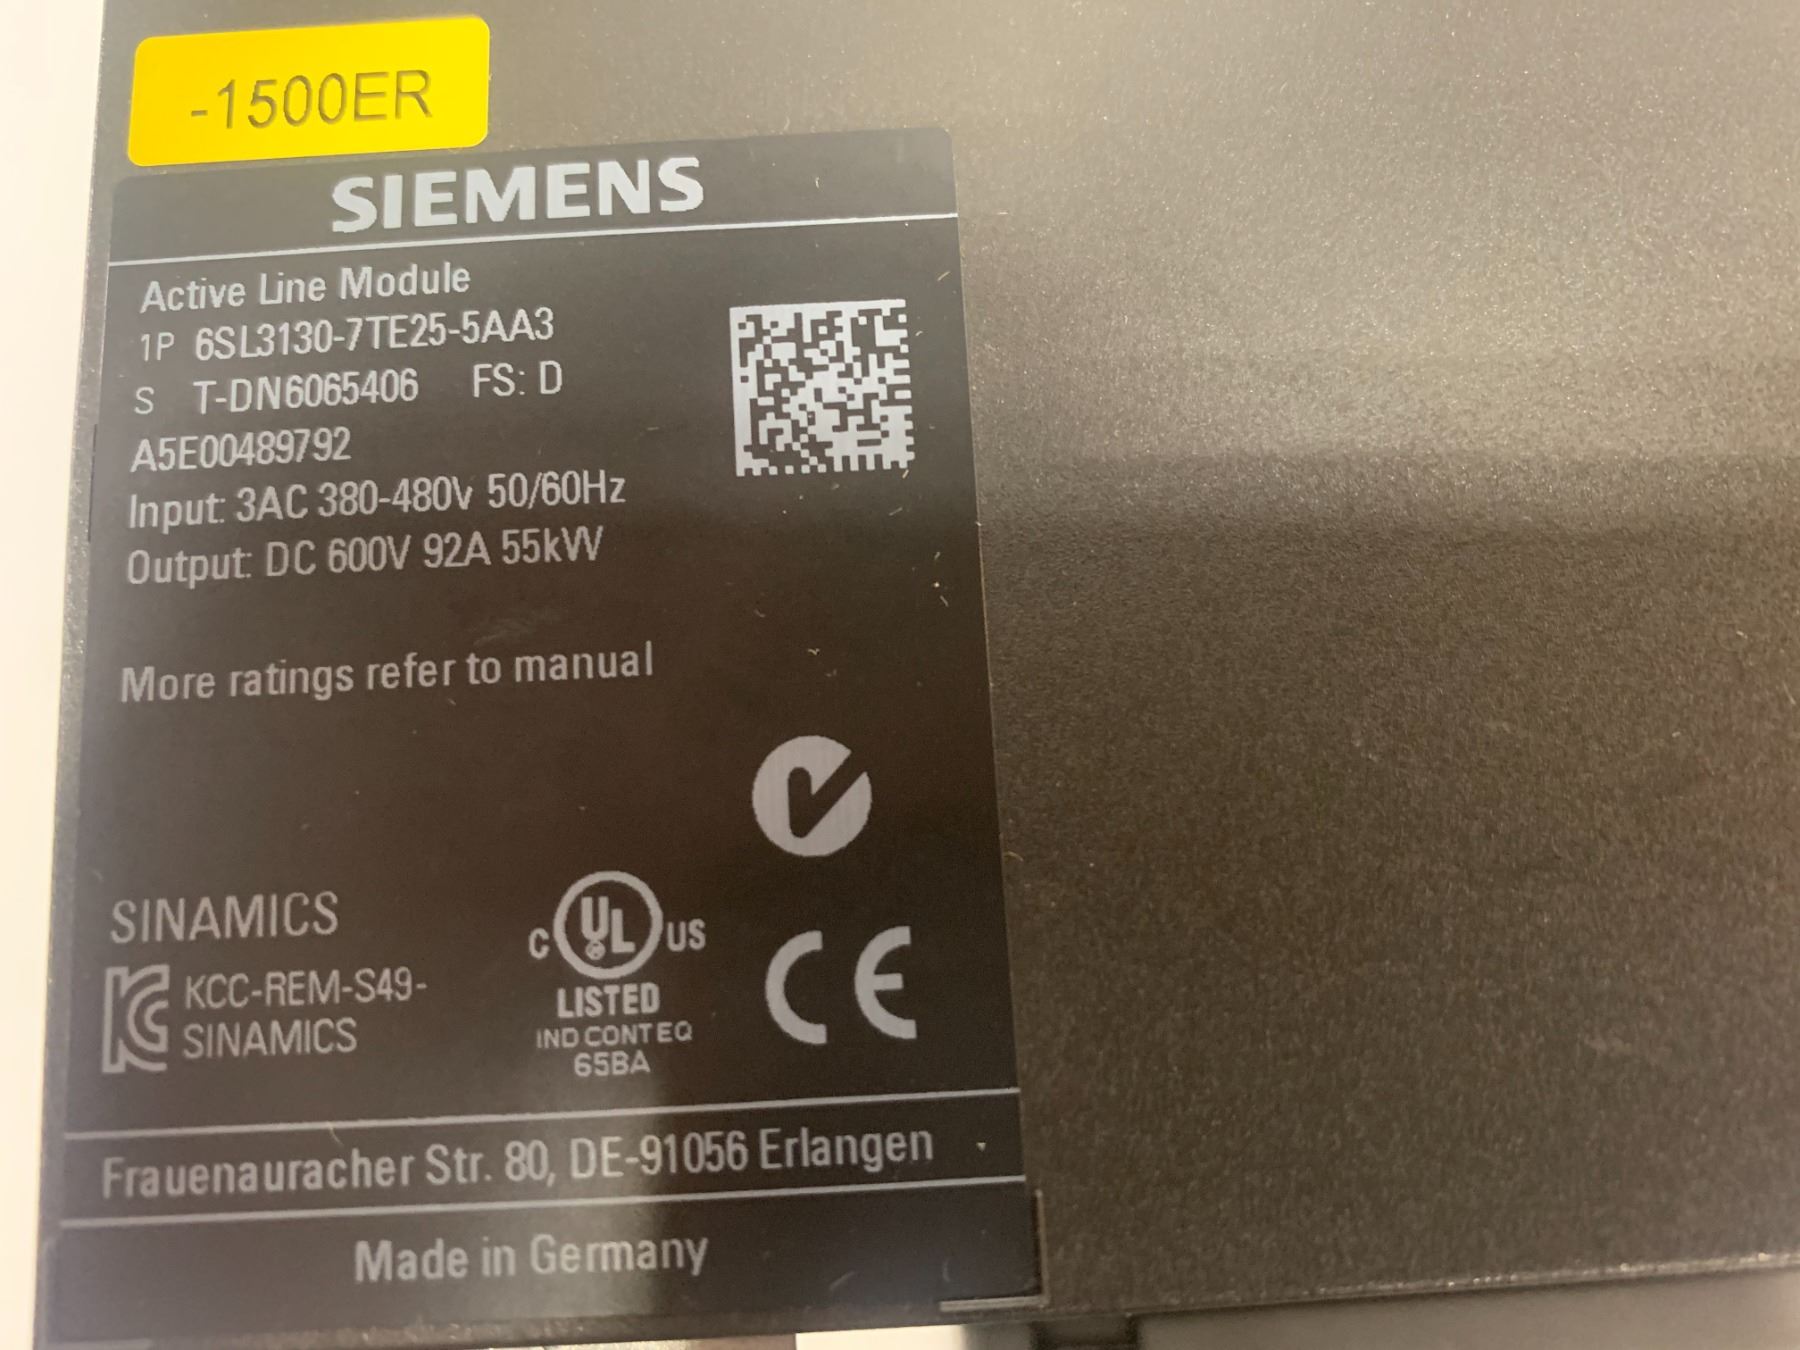 -1500ER
SIEMENS
Active Line Module
1P 6SL3130-7TE25-5AA3
S T-DN6065406 FS: D
A5E00489792
Input: 3AC 380-480V 50/60Hz
Output: DC 600V 92A 55kW
More ratings refer to manual
SINAMICS
KCC-REM-S49-
SINAMICS
C UL US
LISTED
IND CONT EQ
65BA
CE
Frauenauracher Str. 80, DE-91056 Erlangen
Made in Germany